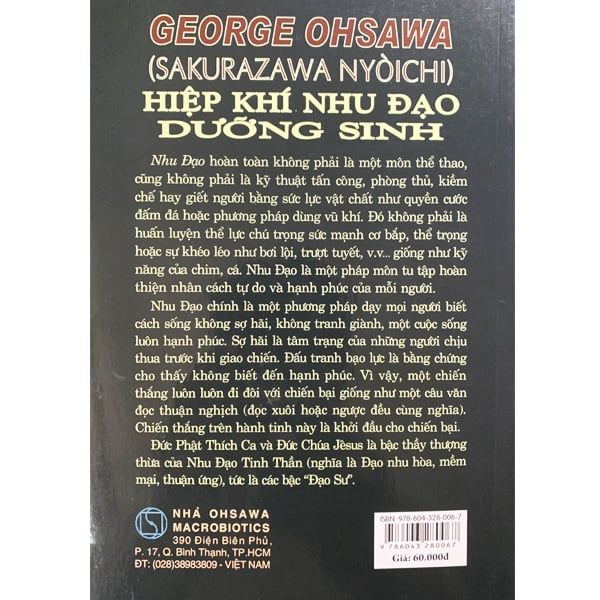 GEORGE OHSAWA
(SAKURAZAWA NYÒICHI)
HIỆP KHÍ NHU ĐẠO
DƯỠNG SINH
Nhu Đạo hoàn toàn không phải là một môn thể thao,
cũng không phải là kỹ thuật tấn công, phòng thủ, kiềm
chế hay giết người bằng sức lực vật chất như quyền cước
đấm đá hoặc phương pháp dùng vũ khí. Đó không phải là
huấn luyện thể lực chú trọng sức mạnh cơ bắp, thể trọng
hoặc sự khéo léo như bơi lội, trượt tuyết, v.v... giống như kỹ
năng của chim, cá. Nhu Đạo là một pháp môn tu tập hoàn
thiện nhân cách tự do và hạnh phúc của mỗi người.
Nhu Đạo chính là một phương pháp dạy mọi người biết
cách sống không sợ hãi, không tranh giành, một cuộc sống
luôn hạnh phúc. Sợ hãi là tâm trạng của những người chịu
thua trước khi giao chiến. Đấu tranh bạo lực là bằng chứng
cho thấy không biết đến hạnh phúc. Vì vậy, một chiến
thắng luôn luôn đi đôi với chiến bại giống như một câu văn
đọc thuận nghịch (đọc xuôi hoặc ngược đều cùng nghĩa).
Chiến thắng trên hành tinh này là khởi đầu cho chiến bại.
Đức Phật Thích Ca và Đức Chúa Jèsus là bậc thầy thượng
thừa của Nhu Đạo Tinh Thần (nghĩa là Đạo nhu hòa, mềm
mại, thuận ứng), tức là các bậc “Đạo Sư”.
NHÀ OHSAWA
MACROBIOTICS
390 Điện Biên Phủ,
P. 17, Q. Bình Thạnh, TP.HCM
ĐT: (028)38983809 - VIỆT NAM
ISBN: 978-604-328-006-7
9 786043 280067
Giá: 60.000đ